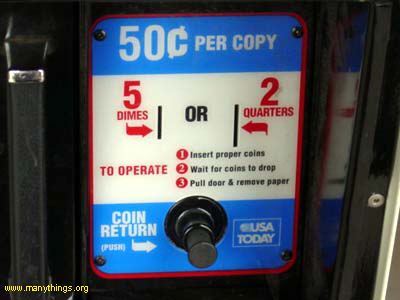 50¢ PER COPY
5 DIMES OR 2 QUARTERS
TO OPERATE
1 Insert proper coins
2 Wait for coins to drop
3 Pull door & remove paper
COIN RETURN
(PUSH)
USA TODAY
www.manythings.org